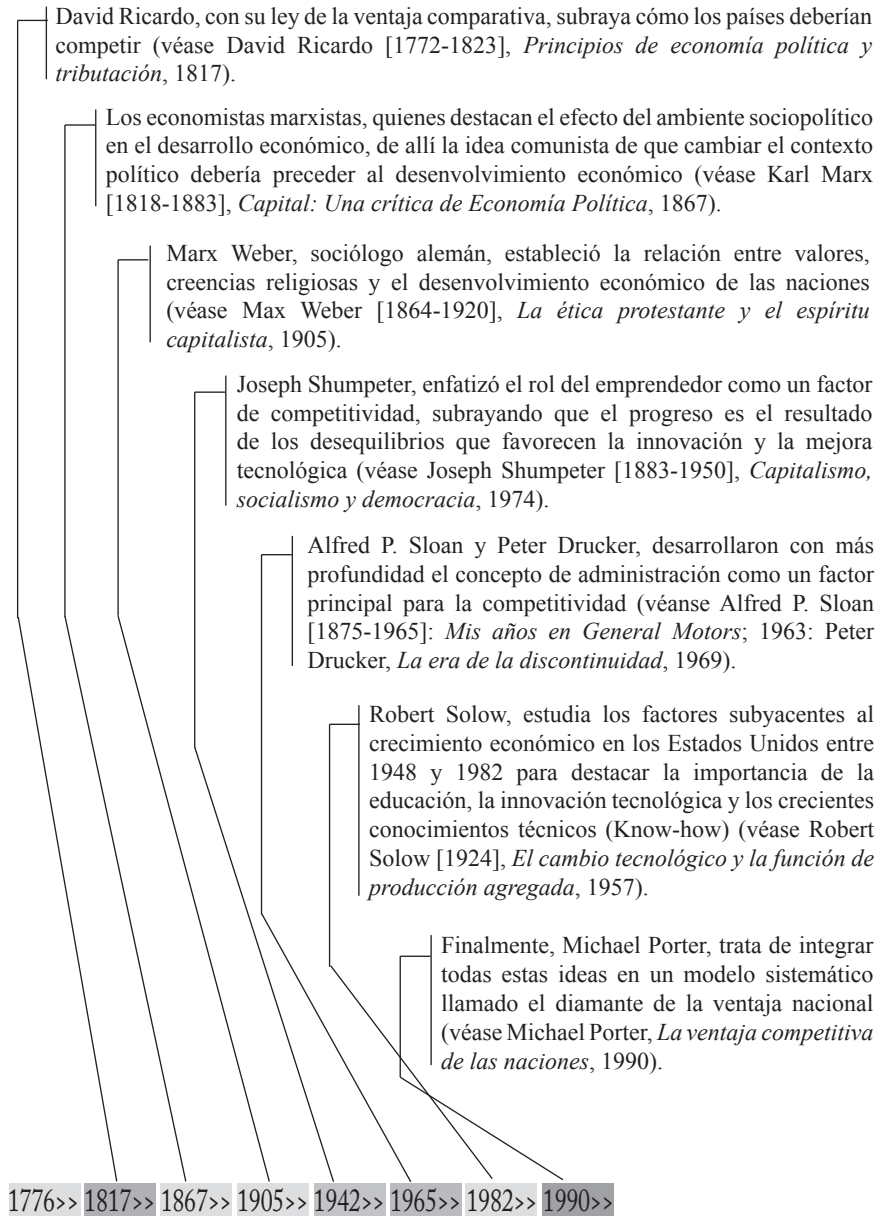 David Ricardo, con su ley de la ventaja comparativa, subraya cómo los países deberían
competir (véase David Ricardo [1772-1823], Principios de economía política y
tributación, 1817).
Los economistas marxistas, quienes destacan el efecto del ambiente sociopolítico
en el desarrollo económico, de allí la idea comunista de que cambiar el contexto
político debería preceder al desenvolvimiento económico (véase Karl Marx
[1818-1883], Capital: Una crítica de Economía Política, 1867).
Marx Weber, sociólogo alemán, estableció la relación entre valores,
creencias religiosas y el desenvolvimiento económico de las naciones
(véase Max Weber [1864-1920], La ética protestante y el espíritu
capitalista, 1905).
Joseph Shumpeter, enfatizó el rol del emprendedor como un factor
de competitividad, subrayando que el progreso es el resultado
de los desequilibrios que favorecen la innovación y la mejora
tecnológica (véase Joseph Shumpeter [1883-1950], Capitalismo,
socialismo y democracia, 1974).
Alfred P. Sloan y Peter Drucker, desarrollaron con más
profundidad el concepto de administración como un factor
principal para la competitividad (véanse Alfred P. Sloan
[1875-1965]: Mis años en General Motors; 1963: Peter
Drucker, La era de la discontinuidad, 1969).
Robert Solow, estudia los factores subyacentes al
crecimiento económico en los Estados Unidos entre
1948 y 1982 para destacar la importancia de la
educación, la innovación tecnológica y los crecientes
conocimientos técnicos (Know-how) (véase Robert
Solow [1924], El cambio tecnológico y la función de
producción agregada, 1957).
Finalmente, Michael Porter, trata de integrar
todas estas ideas en un modelo sistemático
llamado el diamante de la ventaja nacional
(véase Michael Porter, La ventaja competitiva
de las naciones, 1990).
1776>> 1817>> 1867>> 1905>> 1942>> 1965>> 1982>> 1990>>